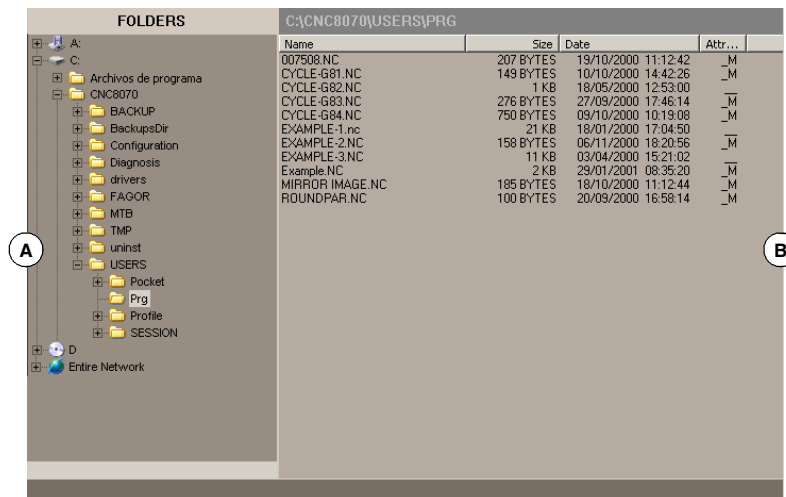 FOLDERS
C:\CNC8070\USERS\PRG
A:
C:
Archivos de programa
CNC8070
BACKUP
BackupsDir
Configuration
Diagnosis
drivers
FAGOR
MTB
TMP
uninst
USERS
Pocket
Prg
Profile
SESSION
D
Entire Network
A
Name Size Date Attr...
007508.NC 207 BYTES 19/10/2000 11:12:42 _M
CYCLE-G81.NC 149 BYTES 10/10/2000 14:42:26 _M
CYCLE-G82.NC 1 KB 18/05/2000 12:53:00 __
CYCLE-G83.NC 276 BYTES 27/09/2000 17:46:14 _M
CYCLE-G84.NC 750 BYTES 09/10/2000 10:19:08 _M
EXAMPLE-1.nc 21 KB 18/01/2000 17:04:50 __
EXAMPLE-2.NC 158 BYTES 06/11/2000 18:20:56 _M
EXAMPLE-3.NC 11 KB 03/04/2000 15:21:02 __
Example.NC 2 KB 29/01/2001 08:35:20 _M
MIRROR IMAGE.NC 185 BYTES 18/10/2000 11:12:44 _M
ROUNDPAR.NC 100 BYTES 20/09/2000 16:58:14 _M
B